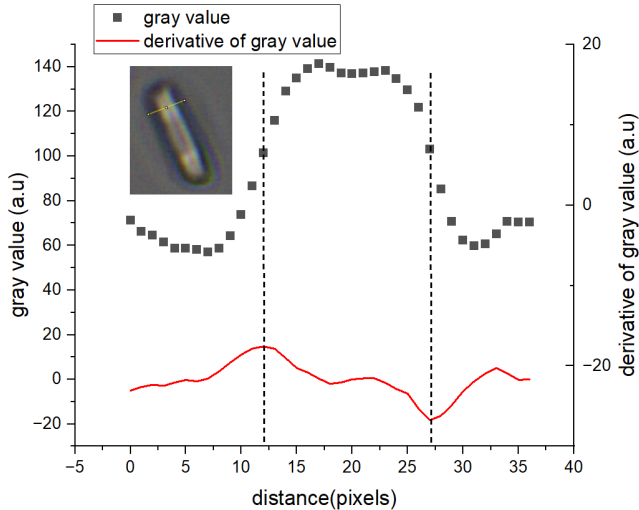 gray value
derivative of gray value
140
120
100
80
60
40
20
0
−20
gray value (a.u)
20
0
−20
derivative of gray value (a.u)
−5 0 5 10 15 20 25 30 35 40
distance(pixels)